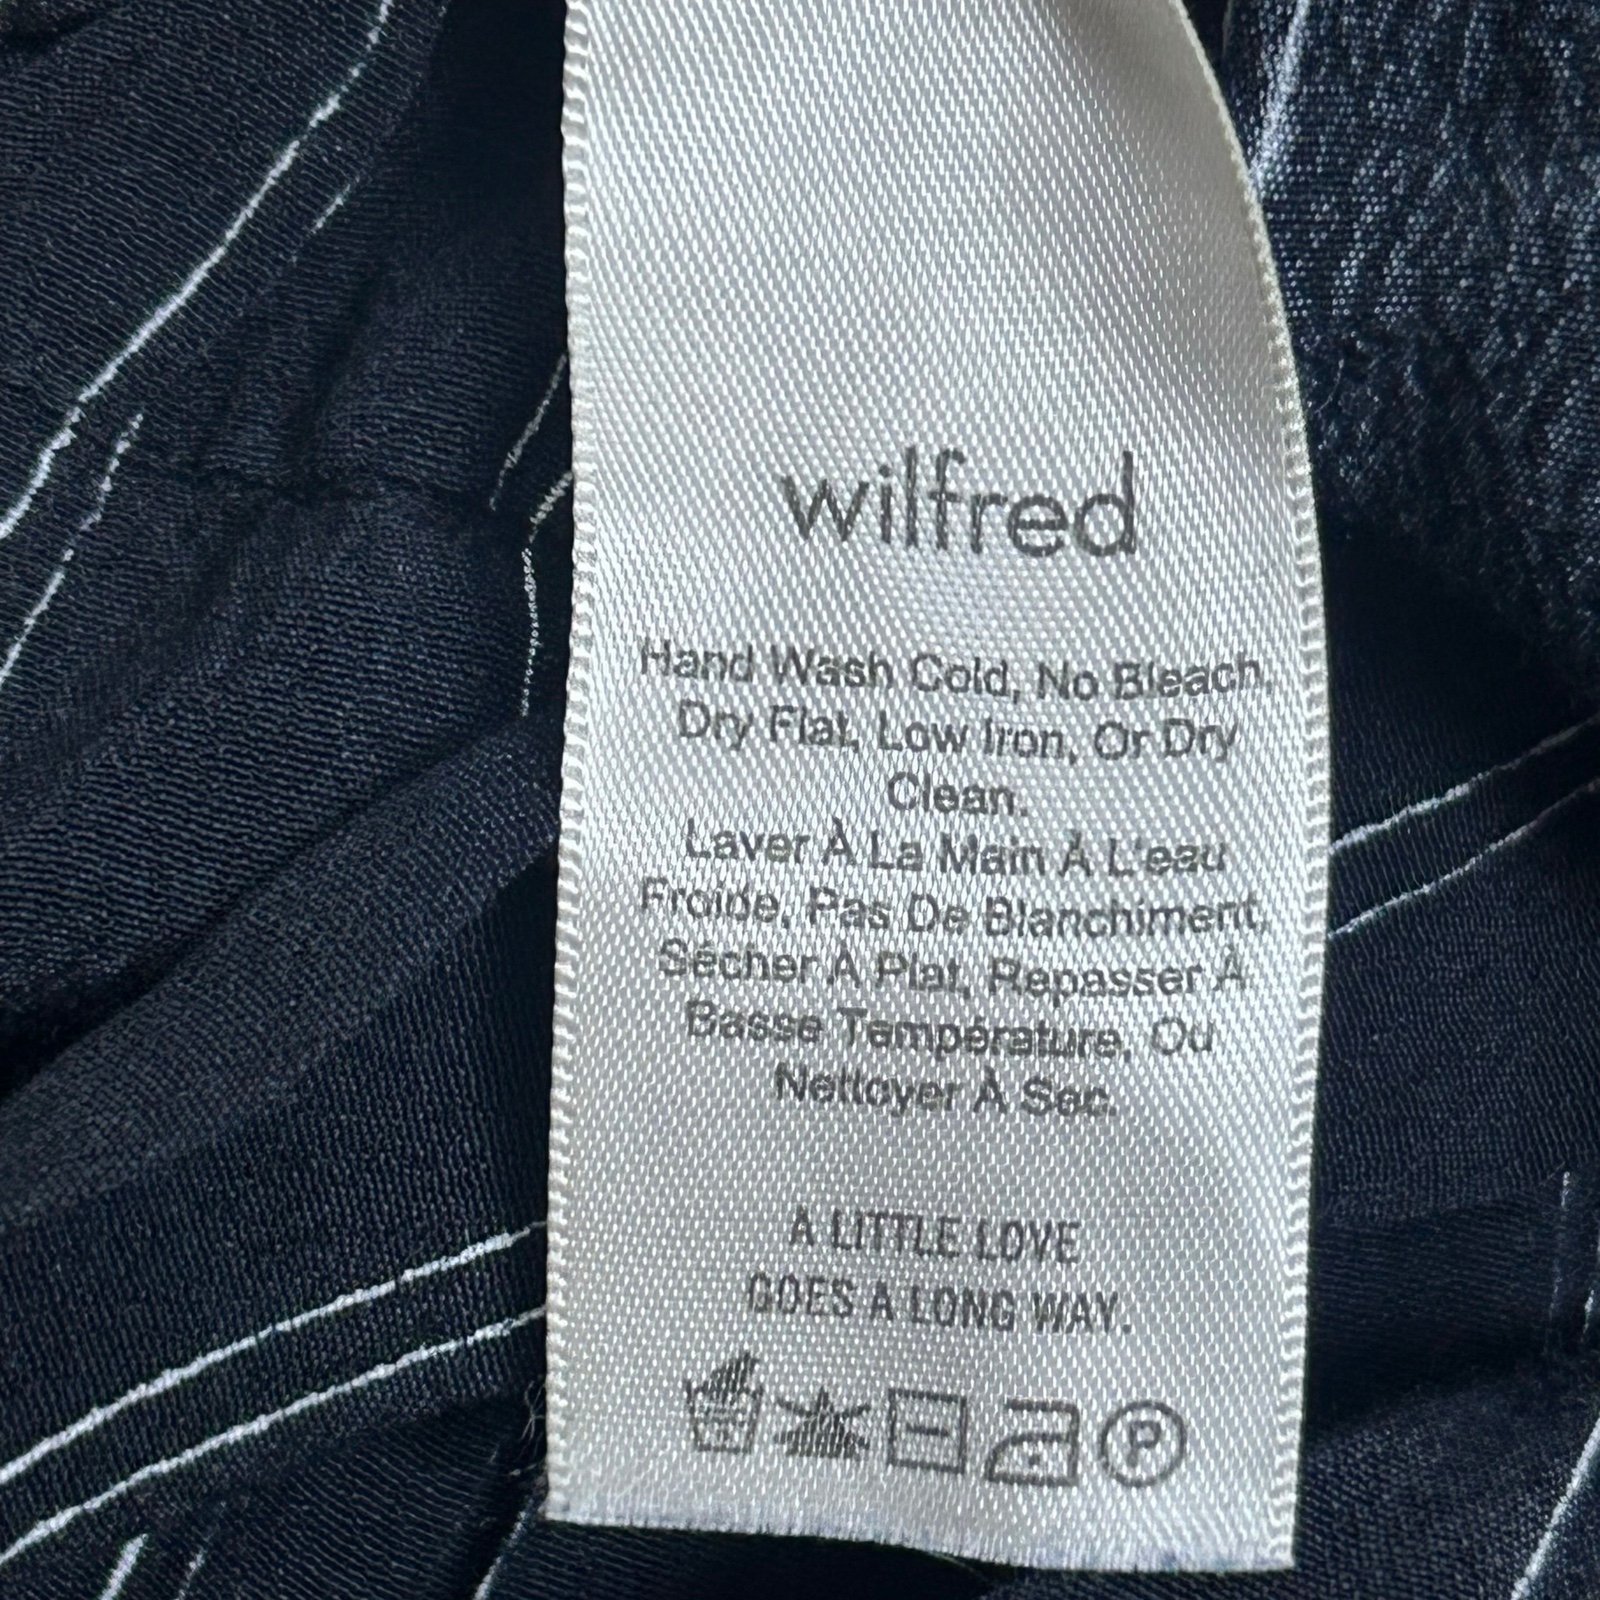 wilfred
Hand Wash Cold, No Bleach,
Dry Flat, Low Iron, Or Dry
Clean.
Laver À La Main À L'eau
Froide, Pas De Blanchiment,
Sécher À Plat, Repasser À
Basse Température, Ou
Nettoyer À Sec.
A LITTLE LOVE
GOES A LONG WAY.
P